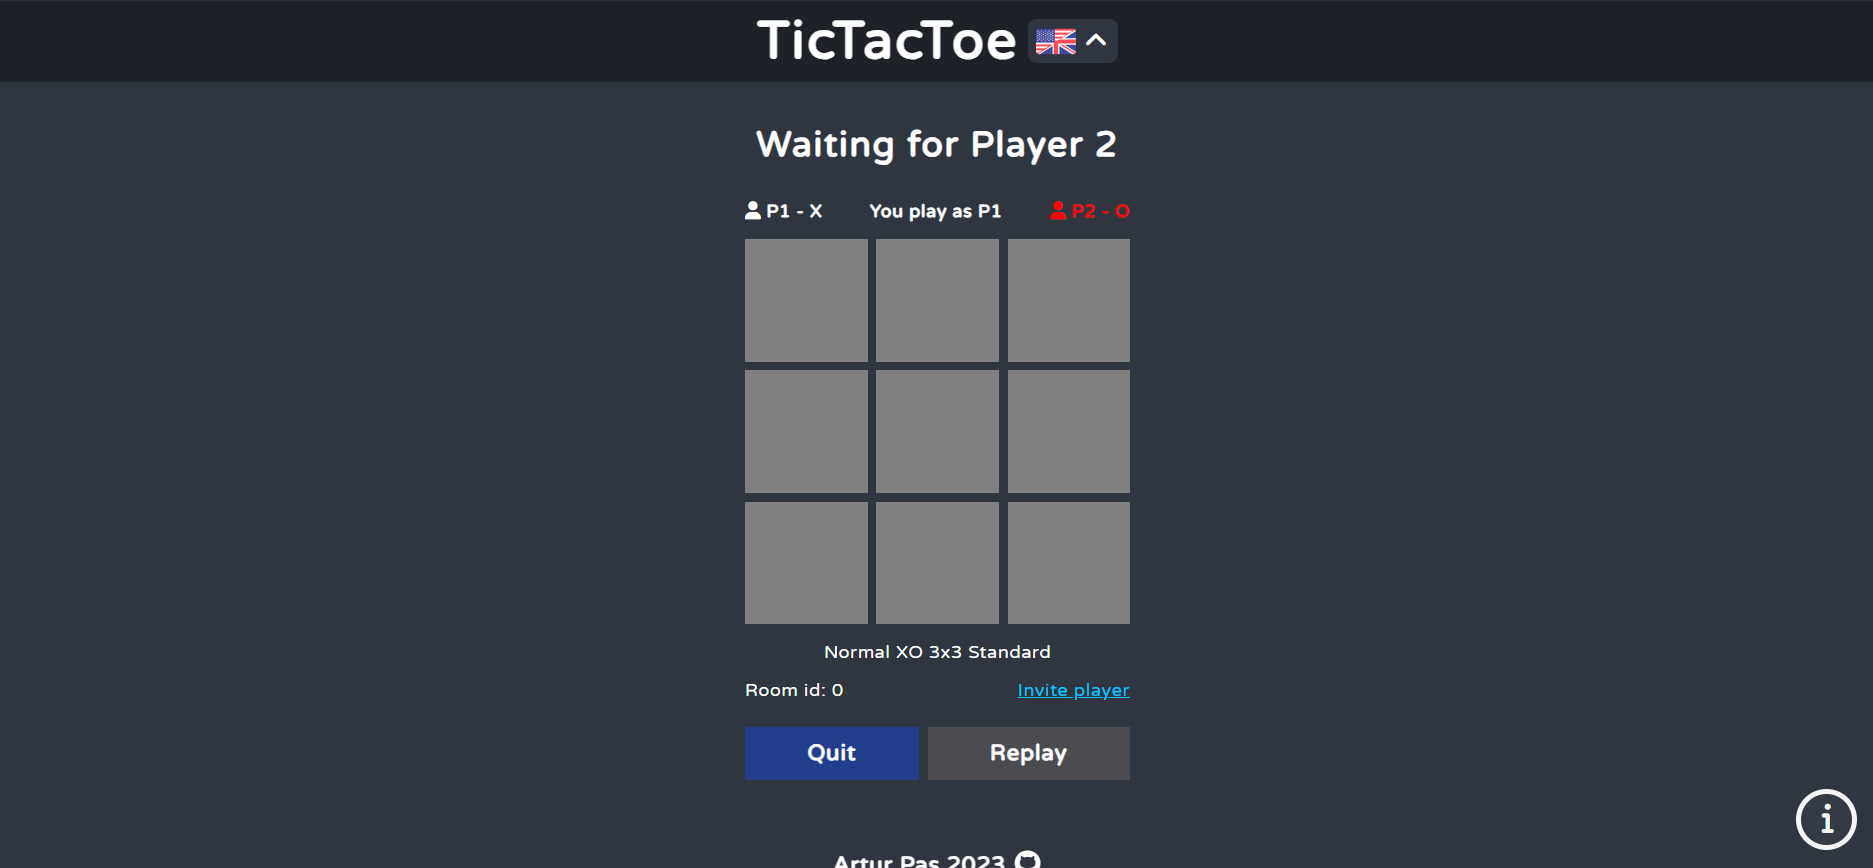 TicTacToe
Waiting for Player 2
P1 - X You play as P1 P2 - O
Normal XO 3x3 Standard
Room id: 0 Invite player
Quit Replay
Artur Pas 2023